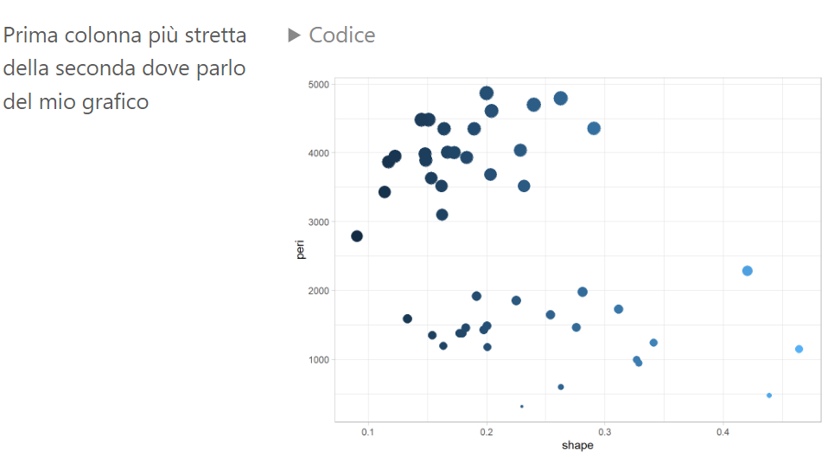 Prima colonna più stretta
della seconda dove parlo
del mio grafico
Codice
5000
4000
3000
2000
1000
peri
0.1 0.2 0.3 0.4
shape